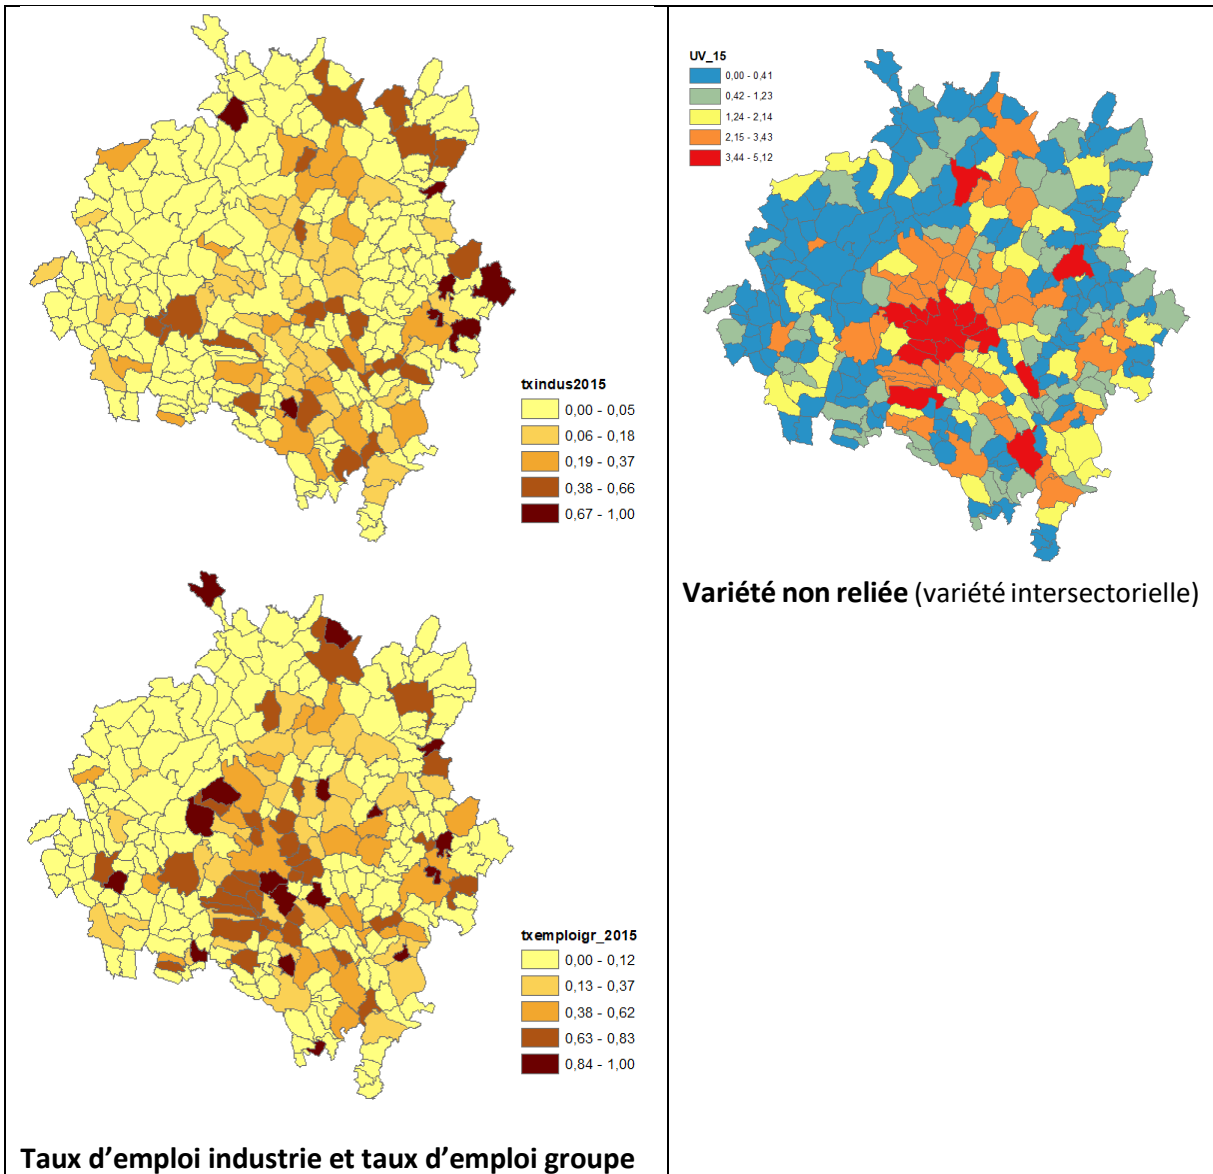 txindus2015
0,00 - 0,05
0,06 - 0,18
0,19 - 0,37
0,38 - 0,66
0,67 - 1,00
txemploigr_2015
0,00 - 0,12
0,13 - 0,37
0,38 - 0,62
0,63 - 0,83
0,84 - 1,00
Taux d’emploi industrie et taux d’emploi groupe
UV_15
0,00 - 0,41
0,42 - 1,23
1,24 - 2,14
2,15 - 3,43
3,44 - 5,12
Variété non reliée (variété intersectorielle)